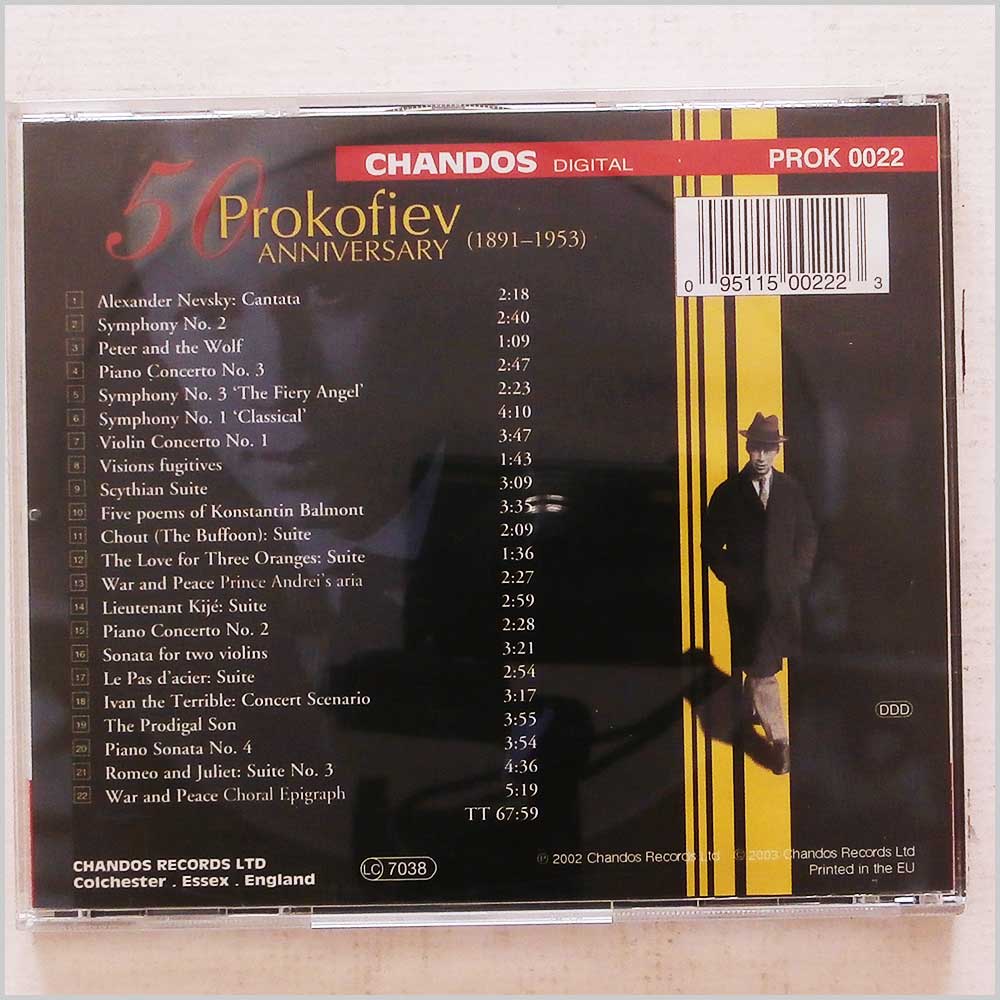 CHANDOS DIGITAL PROK 0022
50
Prokofiev
ANNIVERSARY (1891–1953)
0 95115 00222 3
1 Alexander Nevsky: Cantata 2:18
2 Symphony No. 2 2:40
3 Peter and the Wolf 1:09
4 Piano Concerto No. 3 2:47
5 Symphony No. 3 ‘The Fiery Angel’ 2:23
6 Symphony No. 1 ‘Classical’ 4:10
7 Violin Concerto No. 1 3:47
8 Visions fugitives 1:43
9 Scythian Suite 3:09
10 Five poems of Konstantin Balmont 3:35
11 Chout (The Buffoon): Suite 2:09
12 The Love for Three Oranges: Suite 1:36
13 War and Peace Prince Andrei’s aria 2:27
14 Lieutenant Kijé: Suite 2:59
15 Piano Concerto No. 2 2:28
16 Sonata for two violins 3:21
17 Le Pas d’acier: Suite 2:54
18 Ivan the Terrible: Concert Scenario 3:17
19 The Prodigal Son 3:55
20 Piano Sonata No. 4 3:54
21 Romeo and Juliet: Suite No. 3 4:36
22 War and Peace Choral Epigraph 5:19
TT 67:59
DDD
CHANDOS RECORDS LTD
Colchester . Essex . England
LC 7038
℗ 2002 Chandos Records Ltd © 2003 Chandos Records Ltd
Printed in the EU